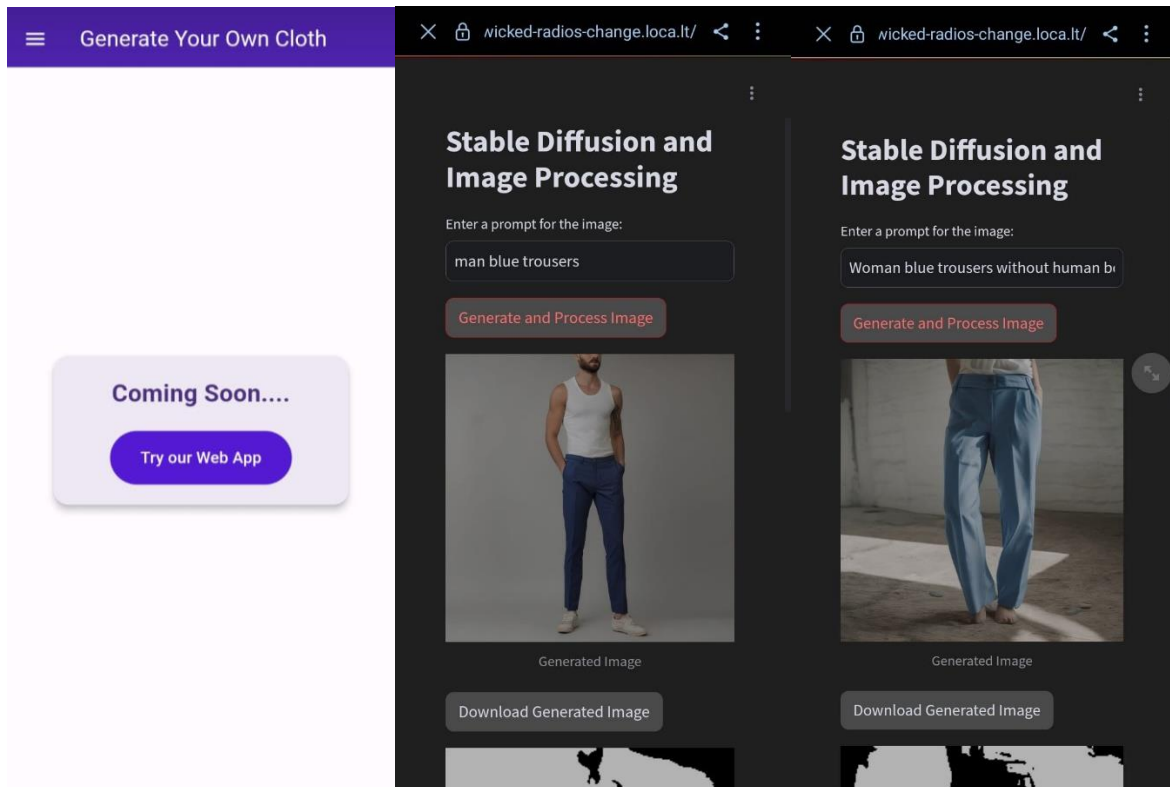 Generate Your Own Cloth
Coming Soon....
Try our Web App
wicked-radios-change.loca.lt/
Stable Diffusion and
Image Processing
Enter a prompt for the image:
man blue trousers
Generate and Process Image
Generated Image
Download Generated Image
wicked-radios-change.loca.lt/
Stable Diffusion and
Image Processing
Enter a prompt for the image:
Woman blue trousers without human
Generate and Process Image
Generated Image
Download Generated Image